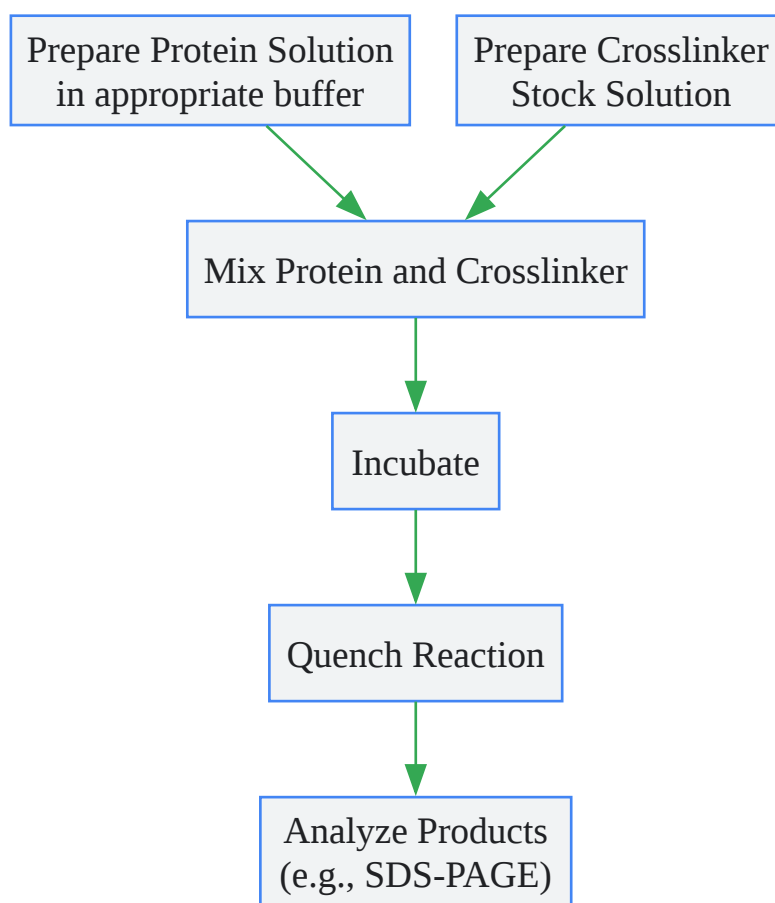 Prepare Protein Solution
in appropriate buffer
Prepare Crosslinker
Stock Solution
Mix Protein and Crosslinker
Incubate
Quench Reaction
Analyze Products
(e.g., SDS-PAGE)